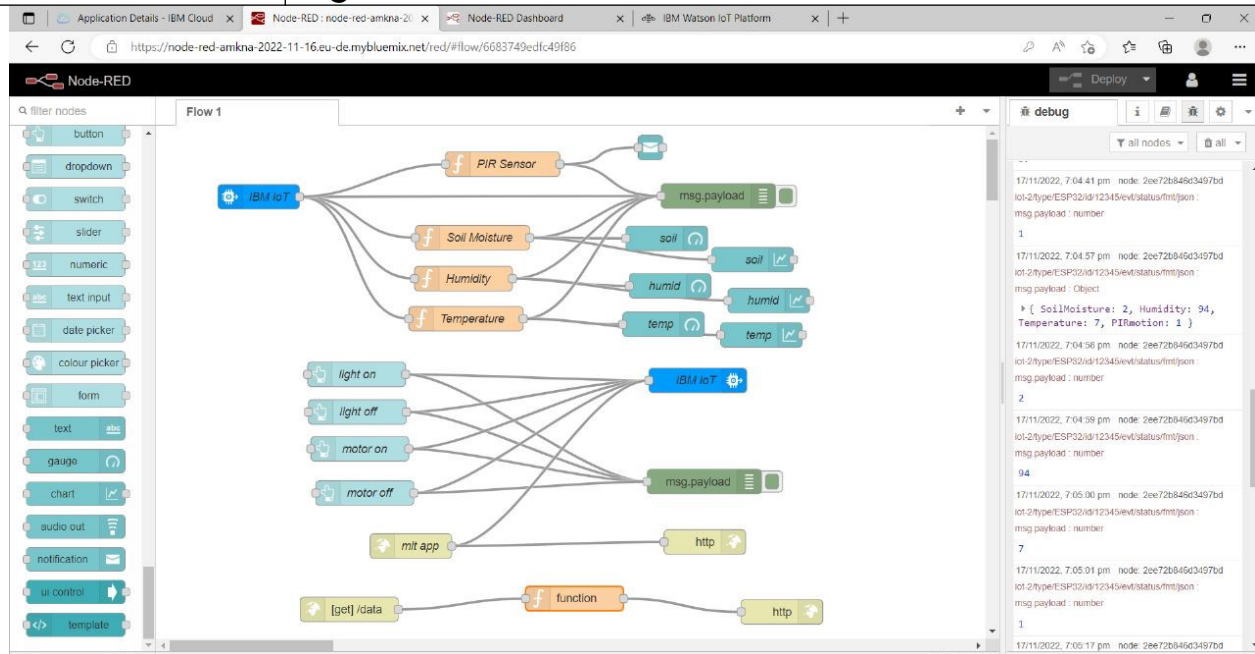 Application Details - IBM Cloud
Node-RED : node-red-amkna-20
Node-RED Dashboard
IBM Watson IoT Platform
https://node-red-amkna-2022-11-16.eu-de.mybluemix.net/red/#flow/6683749edfc49f86
Node-RED
Deploy
filter nodes
button
dropdown
switch
slider
numeric
text input
date picker
colour picker
form
text
gauge
chart
audio out
notification
ui control
template
Flow 1
PIR Sensor
IBM IoT
msg.payload
Soil Moisture
soil
soil
Humidity
humid
humid
Temperature
temp
temp
light on
IBM IoT
light off
motor on
motor off
msg.payload
mit app
http
[get] /data
function
http
debug
all nodes
all
17/11/2022, 7:04:41 pm node: 2ee72b846d3497bd
iot-2/type/ESP32/id/12345/evt/status/fmt/json :
msg.payload : number
1
17/11/2022, 7:04:57 pm node: 2ee72b846d3497bd
iot-2/type/ESP32/id/12345/evt/status/fmt/json :
msg.payload : Object
{ SoilMoisture: 2, Humidity: 94,
Temperature: 7, PIRmotion: 1 }
17/11/2022, 7:04:58 pm node: 2ee72b846d3497bd
iot-2/type/ESP32/id/12345/evt/status/fmt/json :
msg.payload : number
2
17/11/2022, 7:04:59 pm node: 2ee72b846d3497bd
iot-2/type/ESP32/id/12345/evt/status/fmt/json :
msg.payload : number
94
17/11/2022, 7:05:00 pm node: 2ee72b846d3497bd
iot-2/type/ESP32/id/12345/evt/status/fmt/json :
msg.payload : number
7
17/11/2022, 7:05:01 pm node: 2ee72b846d3497bd
iot-2/type/ESP32/id/12345/evt/status/fmt/json :
msg.payload : number
1
17/11/2022, 7:05:17 pm node: 2ee72b846d3497bd